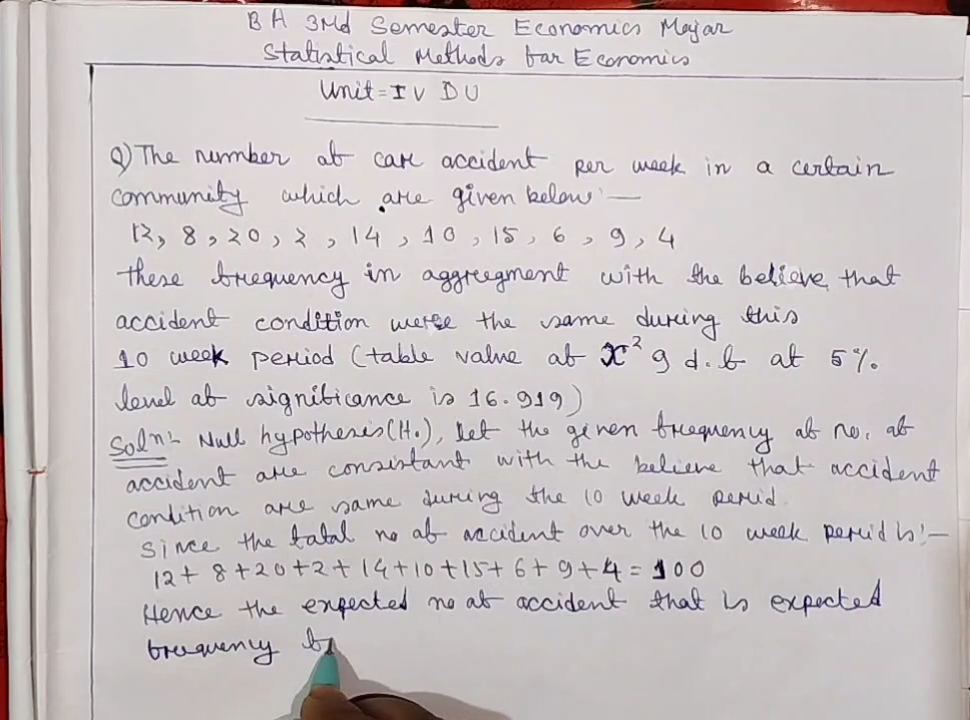 BA 3rd Semester Economics Major
Statistical Methods for Economics
Unit = IV DU
Q) The number of car accident per week in a certain
community which are given below :—
12, 8, 20, 2, 14, 10, 15, 6, 9, 4
these frequency in aggreegment with the believe that
accident condition were the same during this
10 week period (table value of x² 9 d.f at 5%
level of significance is 16.919)
Soln:- Null hypothesis (H₀), let the given frequency of no. of
accident are consistant with the believe that accident
condition are same during the 10 week perid.
Since the total no of accident over the 10 week perid is :—
12 + 8 + 20 + 2 + 14 + 10 + 15 + 6 + 9 + 4 = 100
Hence the expected no of accident that is expected
frequency